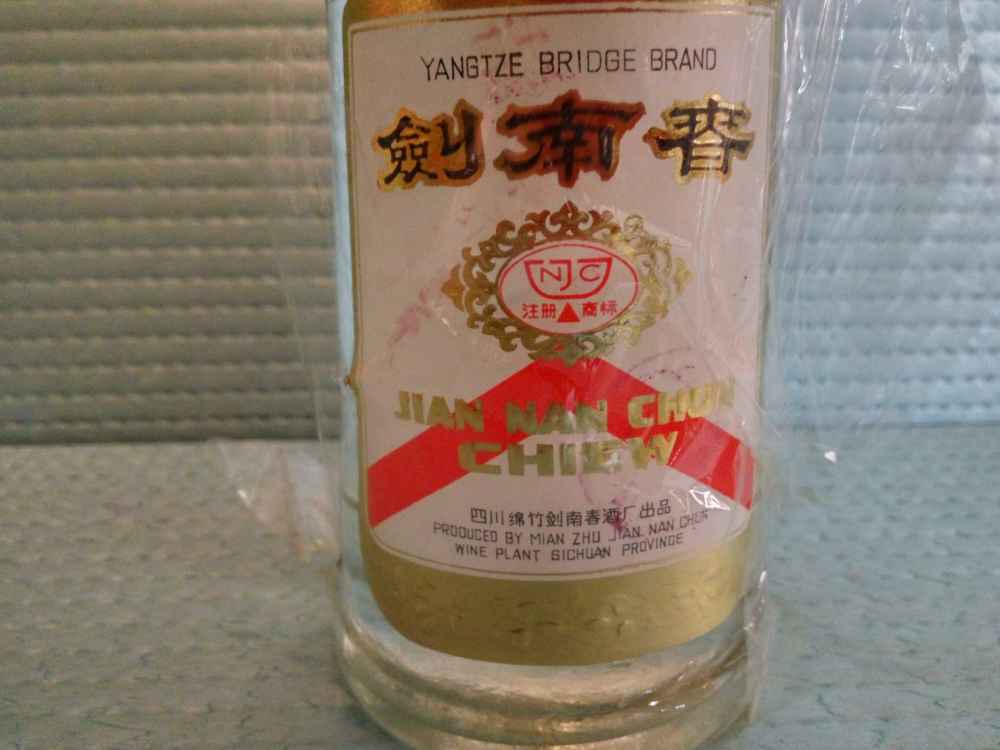 YANGTZE BRIDGE BRAND
劍南春
NJC
注册商标
JIAN NAN CHUN
CHIEW
四川绵竹剑南春酒厂出品
PRODUCED BY MIAN ZHU JIAN NAN CHUN
WINE PLANT SICHUAN PROVINCE